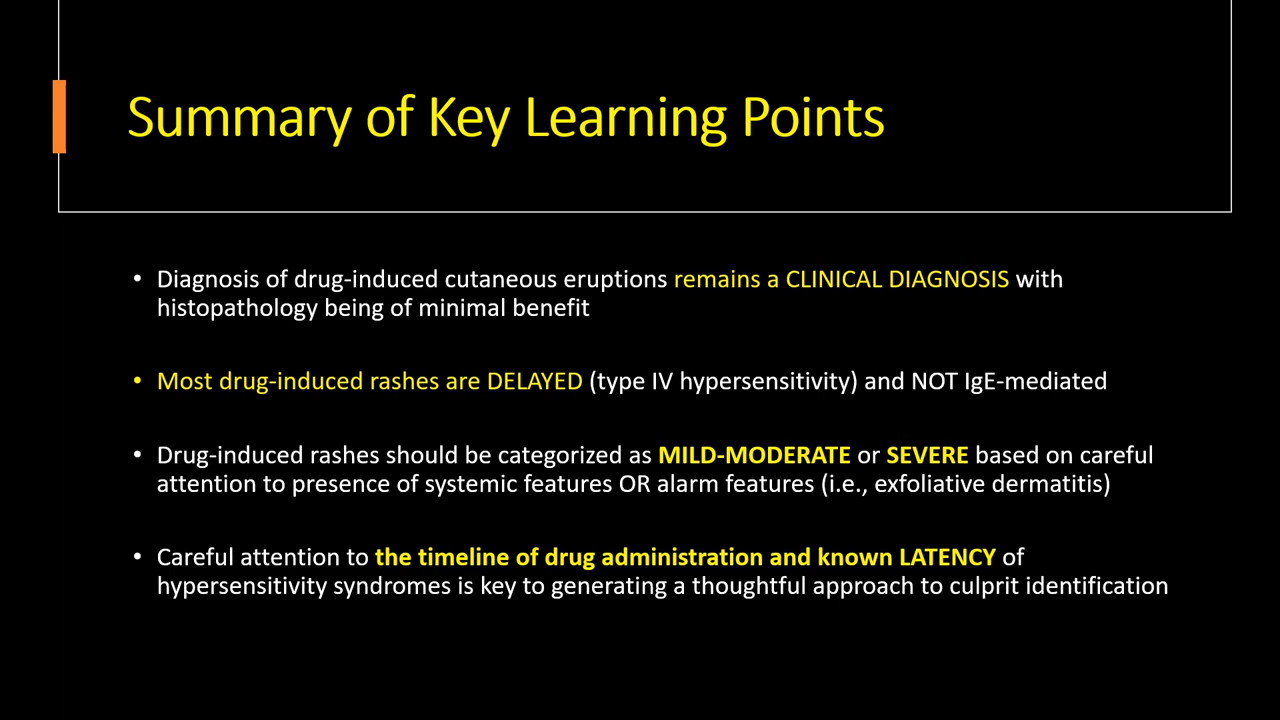 Summary of Key Learning Points
• Diagnosis of drug-induced cutaneous eruptions remains a CLINICAL DIAGNOSIS with
histopathology being of minimal benefit
• Most drug-induced rashes are DELAYED (type IV hypersensitivity) and NOT IgE-mediated
• Drug-induced rashes should be categorized as MILD-MODERATE or SEVERE based on careful
attention to presence of systemic features OR alarm features (i.e., exfoliative dermatitis)
• Careful attention to the timeline of drug administration and known LATENCY of
hypersensitivity syndromes is key to generating a thoughtful approach to culprit identification